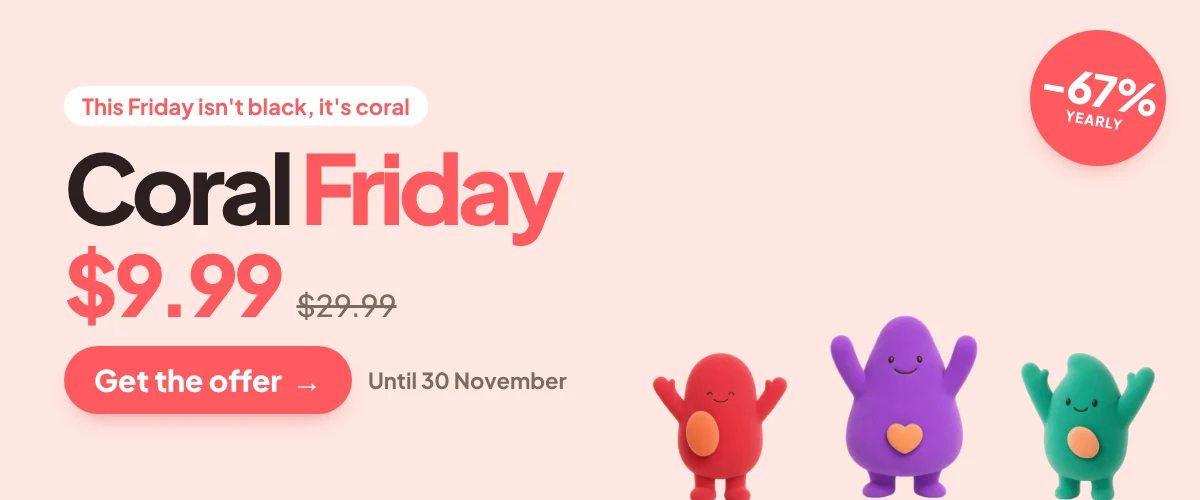 This Friday isn't black, it's coral
Coral Friday
$9.99 $29.99
Get the offer →
Until 30 November
−67%
YEARLY